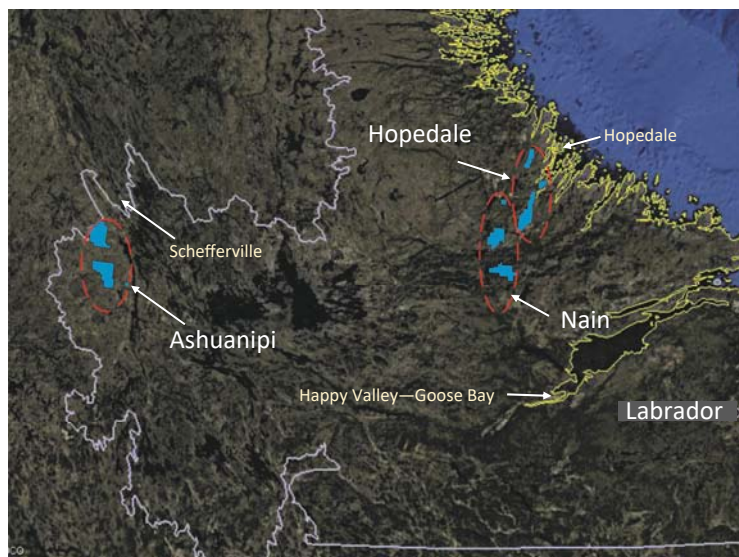 Hopedale
Hopedale
Schefferville
Ashuanipi
Nain
Happy Valley—Goose Bay
Labrador